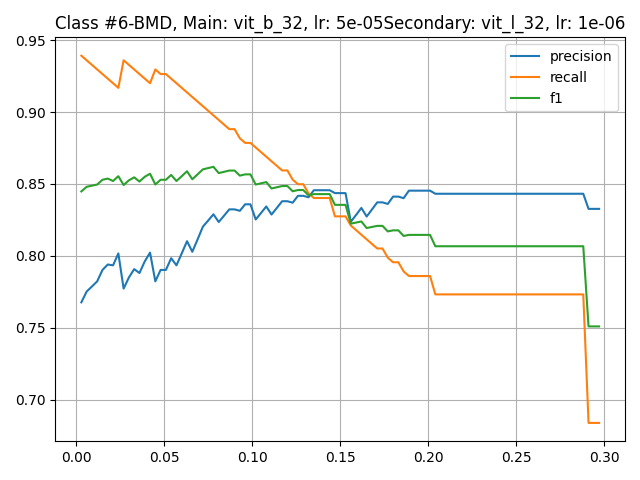 Class #6-BMD, Main: vit_b_32, lr: 5e-05Secondary: vit_l_32, lr: 1e-06
0.95
0.90
0.85
0.80
0.75
0.70
precision
recall
f1
0.00 0.05 0.10 0.15 0.20 0.25 0.30